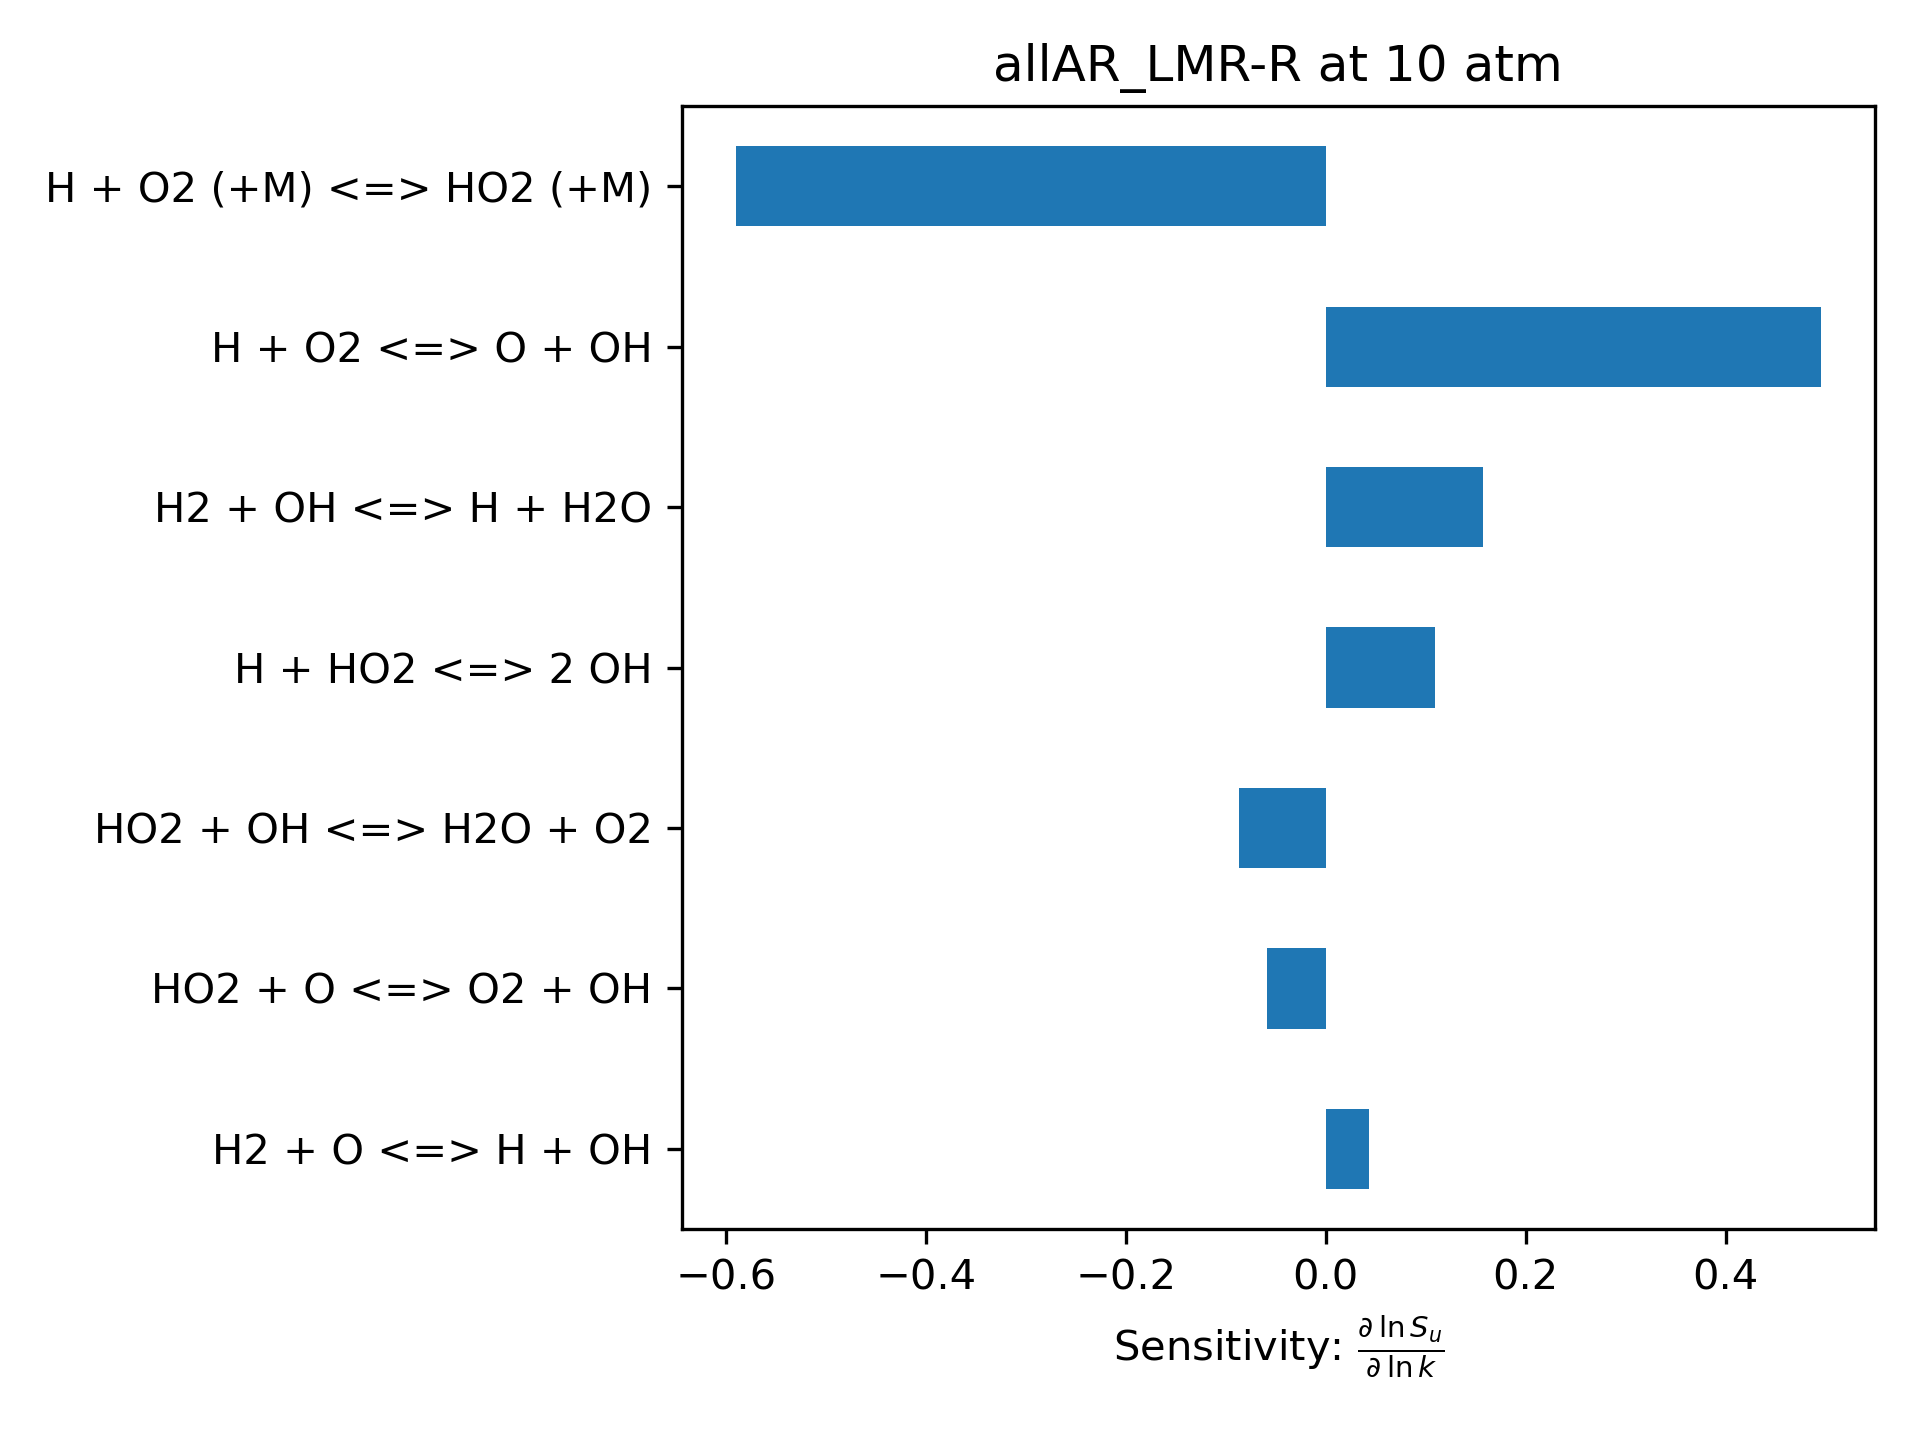 allAR_LMR-R at 10 atm
H + O2 (+M) <=> HO2 (+M)
H + O2 <=> O + OH
H2 + OH <=> H + H2O
H + HO2 <=> 2 OH
HO2 + OH <=> H2O + O2
HO2 + O <=> O2 + OH
H2 + O <=> H + OH
−0.6 −0.4 −0.2 0.0 0.2 0.4
Sensitivity: ∂ ln S_u / ∂ ln k